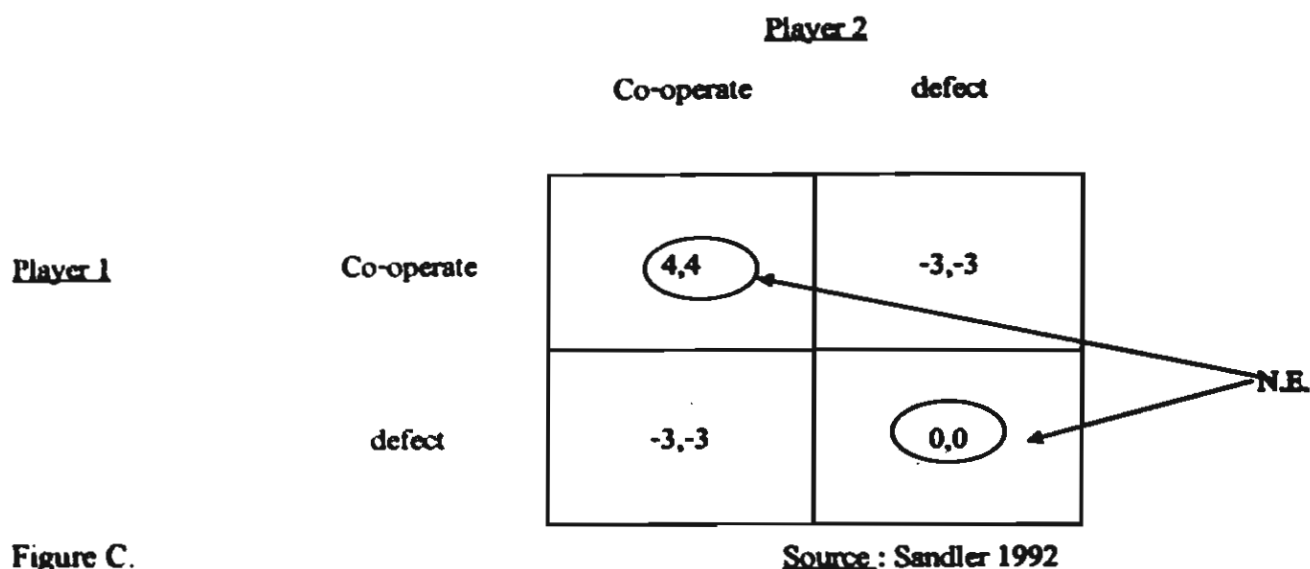 Player 2
Co-operate defect
Player 1 Co-operate 4,4 -3,-3
N.E.
defect -3,-3 0,0
Figure C. Source : Sandler 1992